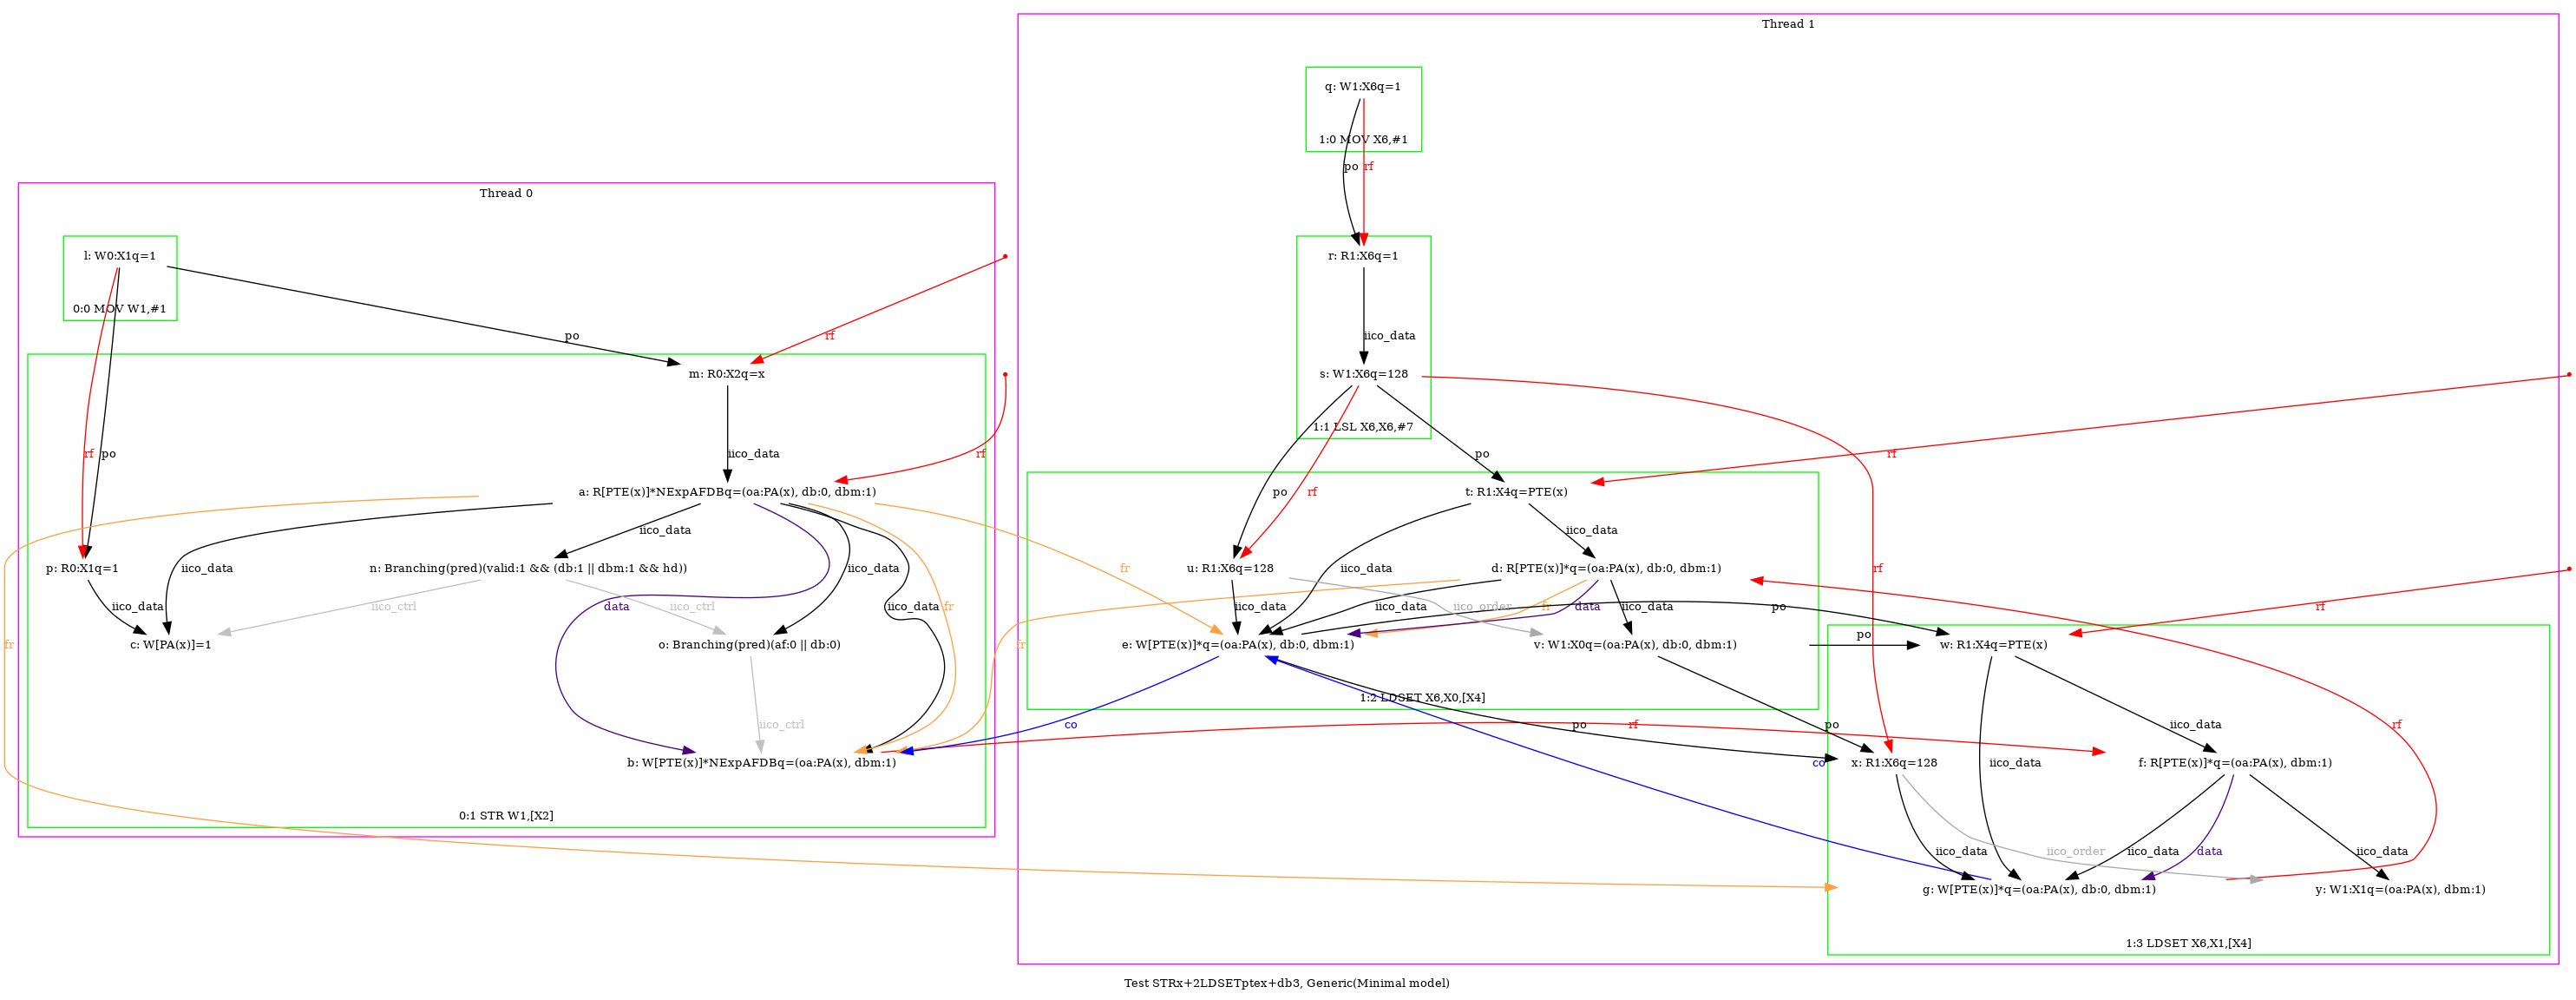 Thread 1
q: W1:X6q=1
1:0 MOV X6,#1
po
rf
Thread 0
l: W0:X1q=1
r: R1:X6q=1
0:0 MOV W1,#1
po
rf
iico_data
m: R0:X2q=x
s: W1:X6q=128
1:1 LSL X6,X6,#7
rf
po
iico_data
rf
po
rf
a: R[PTE(x)]*NExpAFDBq=(oa:PA(x), db:0, dbm:1)
po
rf
t: R1:X4q=PTE(x)
iico_data
iico_data
p: R0:X1q=1
iico_data
n: Branching(pred)(valid:1 && (db:1 || dbm:1 && hd))
iico_data
fr
u: R1:X6q=128
iico_data
d: R[PTE(x)]*q=(oa:PA(x), db:0, dbm:1)
rf
iico_data
iico_ctrl
data
iico_ctrl
iico_data
fr
iico_data
iico_data
iico_order
fr
data
iico_data
po
rf
fr
c: W[PA(x)]=1
o: Branching(pred)(af:0 || db:0)
fr
e: W[PTE(x)]*q=(oa:PA(x), db:0, dbm:1)
v: W1:X0q=(oa:PA(x), db:0, dbm:1)
po
w: R1:X4q=PTE(x)
1:2 LDSET X6,X0,[X4]
iico_ctrl
co
po
rf
po
iico_data
rf
b: W[PTE(x)]*NExpAFDBq=(oa:PA(x), dbm:1)
co
x: R1:X6q=128
iico_data
f: R[PTE(x)]*q=(oa:PA(x), dbm:1)
0:1 STR W1,[X2]
iico_data
iico_order
iico_data
data
iico_data
g: W[PTE(x)]*q=(oa:PA(x), db:0, dbm:1)
y: W1:X1q=(oa:PA(x), dbm:1)
1:3 LDSET X6,X1,[X4]
Test STRx+2LDSETptex+db3, Generic(Minimal model)